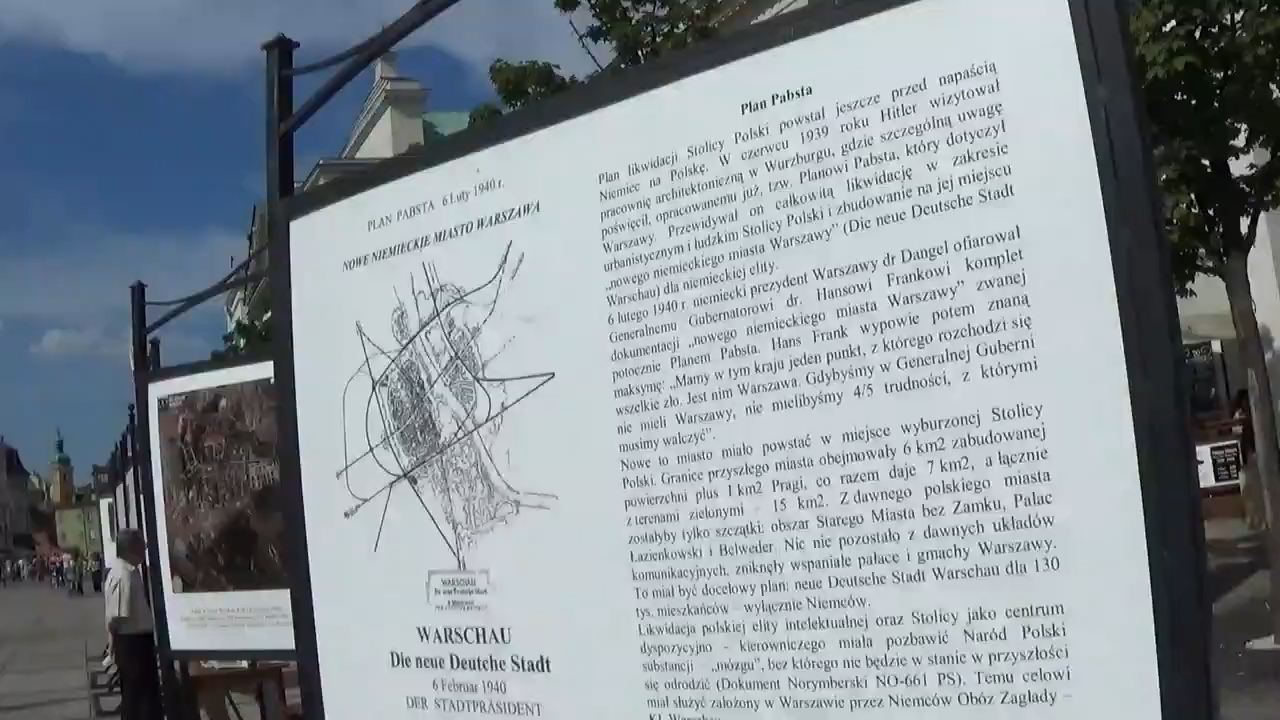 PLAN PABSTA 6 Luty 1940 r.
NOWE NIEMIECKIE MIASTO WARSZAWA
WARSCHAU
WARSCHAU
Die neue Deutche Stadt
6 Februar 1940
DER STADTPRÄSIDENT
Plan Pabsta
Plan likwidacji Stolicy Polski powstał jeszcze przed napaścią
Niemiec na Polskę. W czerwcu 1939 roku Hitler wizytował
pracownię architektoniczną w Wurzburgu, gdzie szczególną uwagę
poświęcił, opracowanemu już, tzw. Planowi Pabsta, który dotyczył
Warszawy. Przewidywał on całkowitą likwidację w zakresie
urbanistycznym i ludzkim Stolicy Polski i zbudowanie na jej miejscu
„nowego niemieckiego miasta Warszawy” (Die neue Deutsche Stadt
Warschau) dla niemieckiej elity.
6 lutego 1940 r. niemiecki prezydent Warszawy dr Dangel ofiarował
Generalnemu Gubernatorowi dr. Hansowi Frankowi komplet
dokumentacji „nowego niemieckiego miasta Warszawy” zwanej
potocznie Planem Pabsta. Hans Frank wypowie potem znaną
maksymę: „Mamy w tym kraju jeden punkt, z którego rozchodzi się
wszelkie zło. Jest nim Warszawa. Gdybyśmy w Generalnej Guberni
nie mieli Warszawy, nie mielibyśmy 4/5 trudności, z którymi
musimy walczyć”.
Nowe to miasto miało powstać w miejsce wyburzonej Stolicy
Polski. Granice przyszłego miasta obejmowały 6 km2 zabudowanej
powierzchni plus 1 km2 Pragi, co razem daje 7 km2, a łącznie
z terenami zielonymi - 15 km2. Z dawnego polskiego miasta
zostałyby tylko szczątki: obszar Starego Miasta bez Zamku, Pałac
Łazienkowski i Belweder. Nic nie pozostało z dawnych układów
komunikacyjnych, zniknęły wspaniałe pałace i gmachy Warszawy.
To miał być docelowy plan: neue Deutsche Stadt Warschau dla 130
tys. mieszkańców – wyłącznie Niemców.
Likwidacja polskiej elity intelektualnej oraz Stolicy jako centrum
dyspozycyjno - kierowniczego miała pozbawić Naród Polski
substancji „mózgu”, bez którego nie będzie w stanie w przyszłości
się odrodzić (Dokument Norymberski NO-661 PS). Temu celowi
miał służyć założony w Warszawie przez Niemców Obóz Zagłady –
KL Warschau